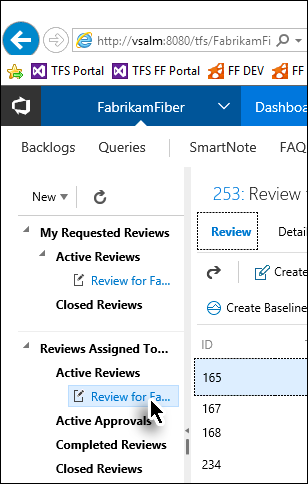 http://vsalm:8080/tfs/FabrikamFi
TFS Portal TFS FF Portal FF DEV FF
FabrikamFiber Dashboa
Backlogs Queries SmartNote FAQ
New
253: Review
My Requested Reviews
Active Reviews
Review for Fa...
Closed Reviews
Reviews Assigned To...
Active Reviews
Review for Fa...
Active Approvals
Completed Reviews
Closed Reviews
Review Detai
Create
Create Baseline
ID
165
167
168
234